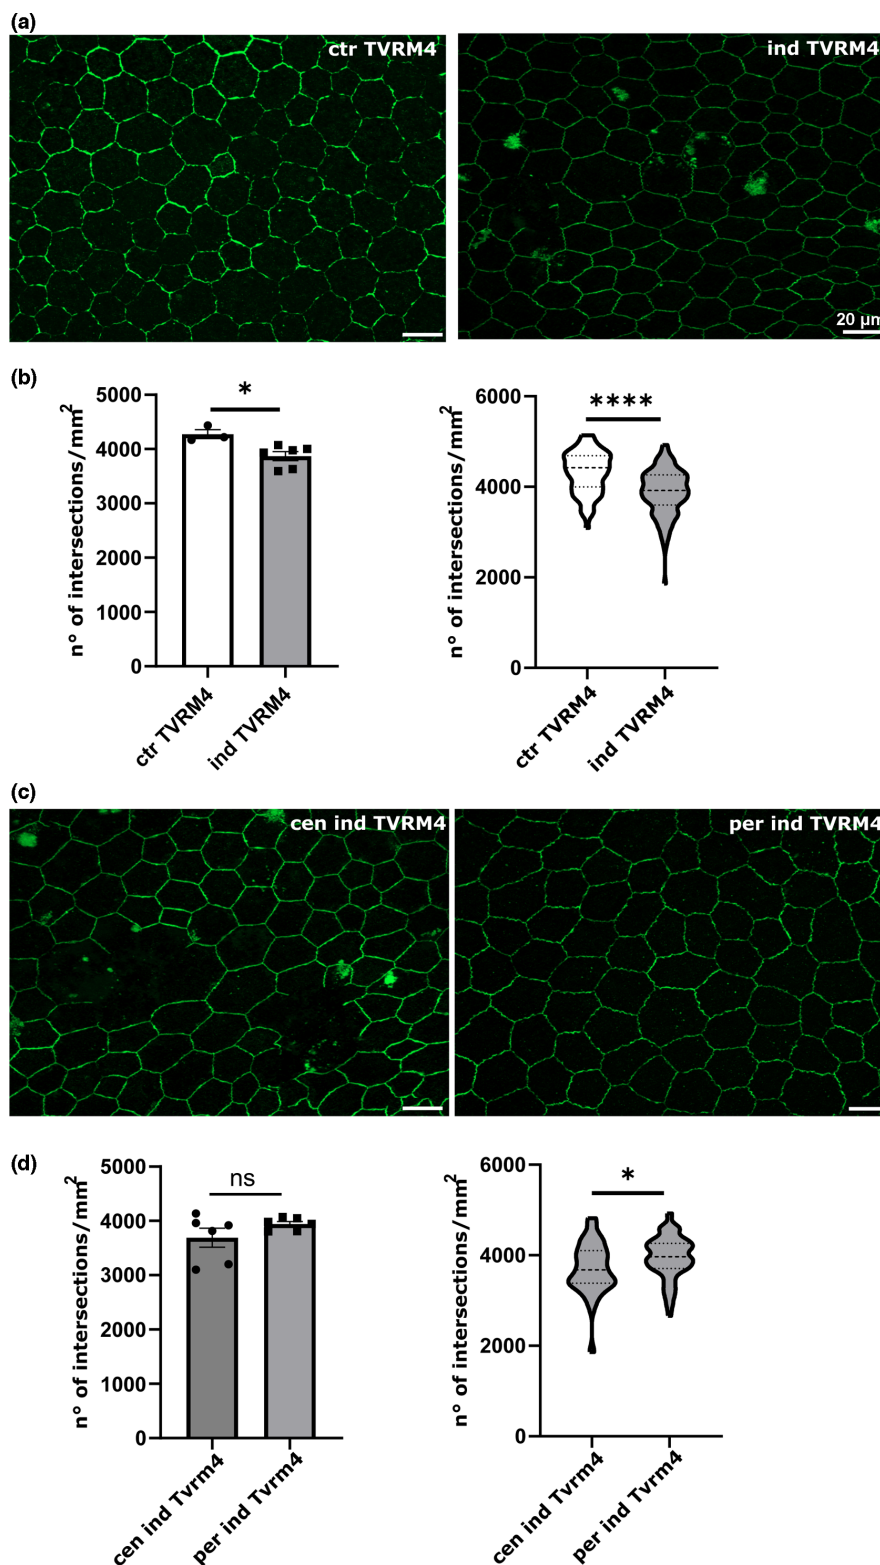 (a)
ctr TVRM4
ind TVRM4
20 µm
(b)
n° of intersections/mm²
5000
4000
3000
2000
1000
0
*
ctr TVRM4
ind TVRM4
n° of intersections/mm²
6000
4000
2000
0
****
ctr TVRM4
ind TVRM4
(c)
cen ind TVRM4
per ind TVRM4
(d)
n° of intersections/mm²
5000
4000
3000
2000
1000
0
ns
cen ind Tvrm4
per ind Tvrm4
n° of intersections/mm²
6000
4000
2000
0
*
cen ind Tvrm4
per ind Tvrm4